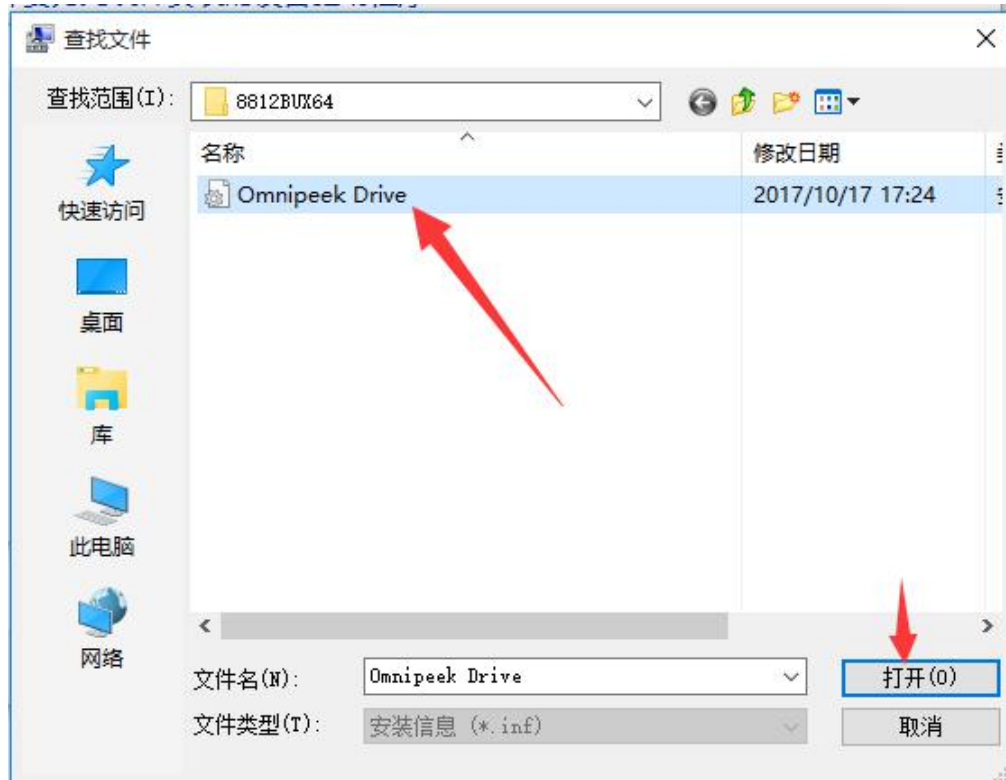 查找文件
查找范围(I):
8812BUX64
名称
修改日期
Omnipeek Drive
2017/10/17 17:24
快速访问
桌面
库
此电脑
网络
文件名(N):
Omnipeek Drive
打开(O)
文件类型(T):
安装信息 (*.inf)
取消